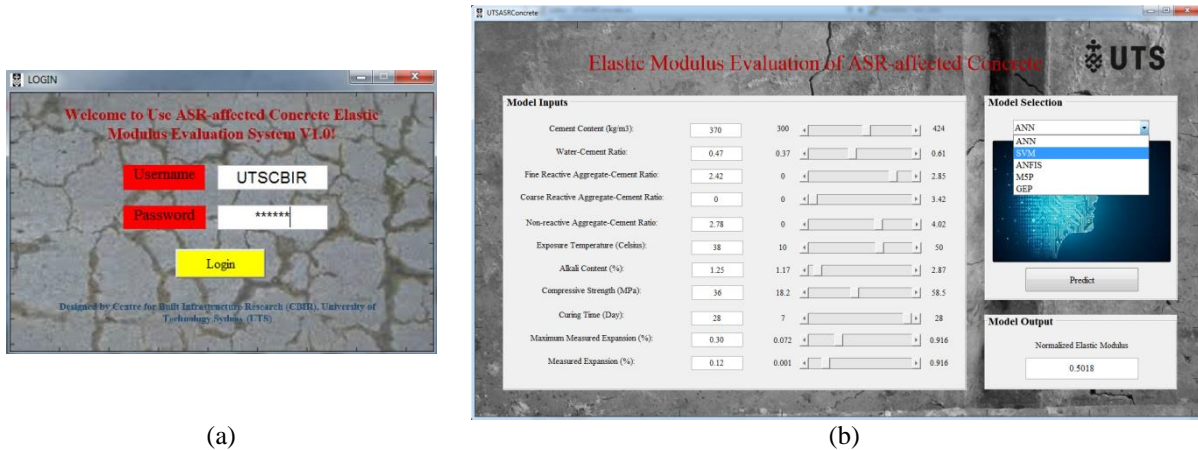 LOGIN
Welcome to Use ASR-affected Concrete Elastic
Modulus Evaluation System V1.0!
Username
UTSCBIR
Password
******
Login
Designed by Centre for Built Infrastructure Research (CBIR), University of
Technology Sydney (UTS)
(a)
UTSASRConcrete
Elastic Modulus Evaluation of ASR-affected Concrete
UTS
Model Inputs
Cement Content (kg/m3): 370 300 424
Water-Cement Ratio: 0.47 0.37 0.61
Fine Reactive Aggregate-Cement Ratio: 2.42 0 2.85
Coarse Reactive Aggregate-Cement Ratio: 0 0 3.42
Non-reactive Aggregate-Cement Ratio: 2.78 0 4.02
Exposure Temperature (Celsius): 38 10 50
Alkali Content (%): 1.25 1.17 2.87
Compressive Strength (MPa): 36 18.2 58.5
Curing Time (Day): 28 7 28
Maximum Measured Expansion (%): 0.30 0.072 0.916
Measured Expansion (%): 0.12 0.001 0.916
Model Selection
ANN
ANN
SVM
ANFIS
M5P
GEP
Predict
Model Output
Normalized Elastic Modulus
0.5018
(b)